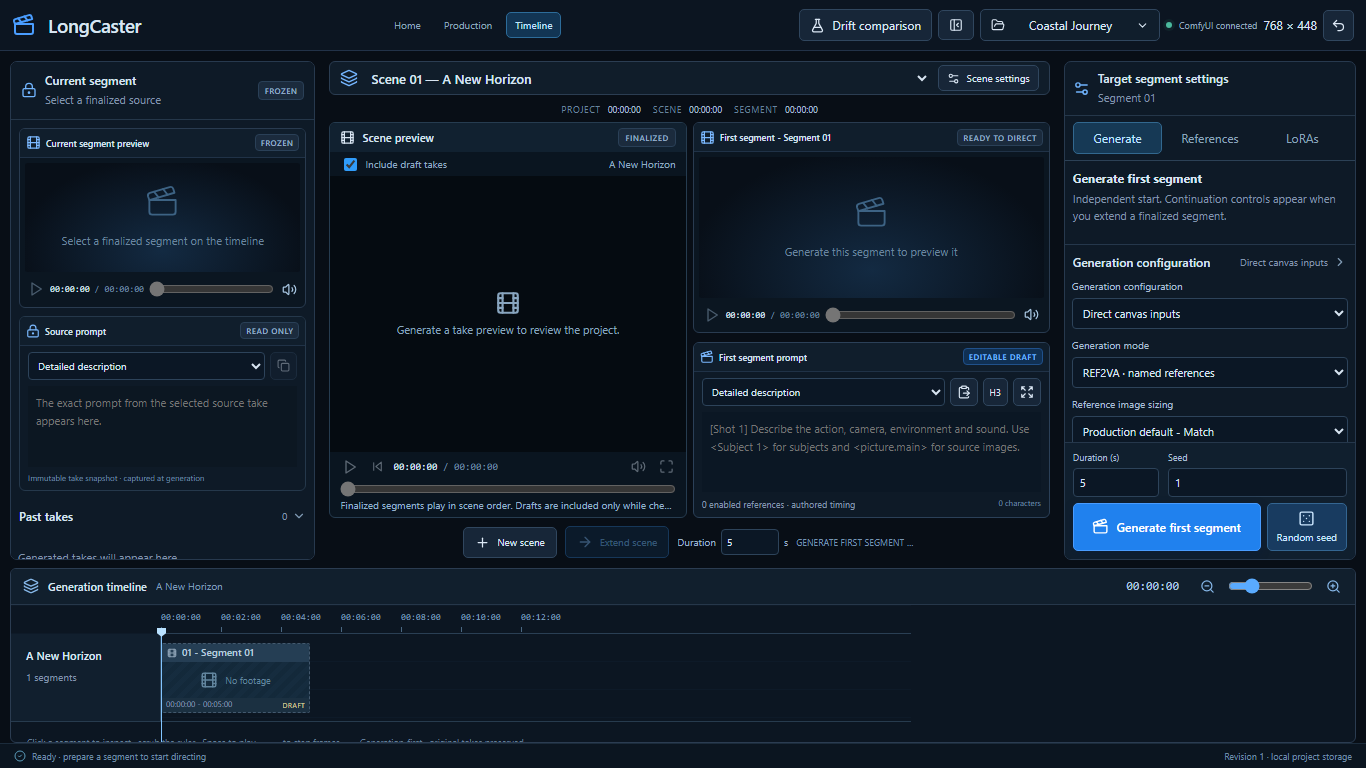 LongCaster
Home
Production
Timeline
Drift comparison
Coastal Journey
ComfyUI connected
768 × 448
Current segment
Select a finalized source
FROZEN
Current segment preview
FROZEN
Select a finalized segment on the timeline
00:00:00 / 00:00:00
Source prompt
READ ONLY
Detailed description
The exact prompt from the selected source take
appears here.
Immutable take snapshot · captured at generation
Past takes
0
Generated takes will appear here
Scene 01 — A New Horizon
Scene settings
PROJECT 00:00:00 SCENE 00:00:00 SEGMENT 00:00:00
Scene preview
FINALIZED
Include draft takes
A New Horizon
Generate a take preview to review the project.
00:00:00 / 00:00:00
Finalized segments play in scene order. Drafts are included only while che...
First segment - Segment 01
READY TO DIRECT
Generate this segment to preview it
00:00:00 / 00:00:00
First segment prompt
EDITABLE DRAFT
Detailed description
H3
[Shot 1] Describe the action, camera, environment and sound. Use
<Subject 1> for subjects and <picture.main> for source images.
0 enabled references · authored timing
0 characters
New scene
Extend scene
Duration
5
s
GENERATE FIRST SEGMENT ...
Target segment settings
Segment 01
Generate
References
LoRAs
Generate first segment
Independent start. Continuation controls appear when
you extend a finalized segment.
Generation configuration
Direct canvas inputs
Generation configuration
Direct canvas inputs
Generation mode
REF2VA · named references
Reference image sizing
Production default - Match
Duration (s)
Seed
5
1
Generate first segment
Random seed
Generation timeline
A New Horizon
00:00:00
00:00:00 00:02:00 00:04:00 00:06:00 00:08:00 00:10:00 00:12:00
A New Horizon
1 segments
01 - Segment 01
No footage
00:00:00 - 00:05:00
DRAFT
Ready · prepare a segment to start directing
Revision 1 · local project storage